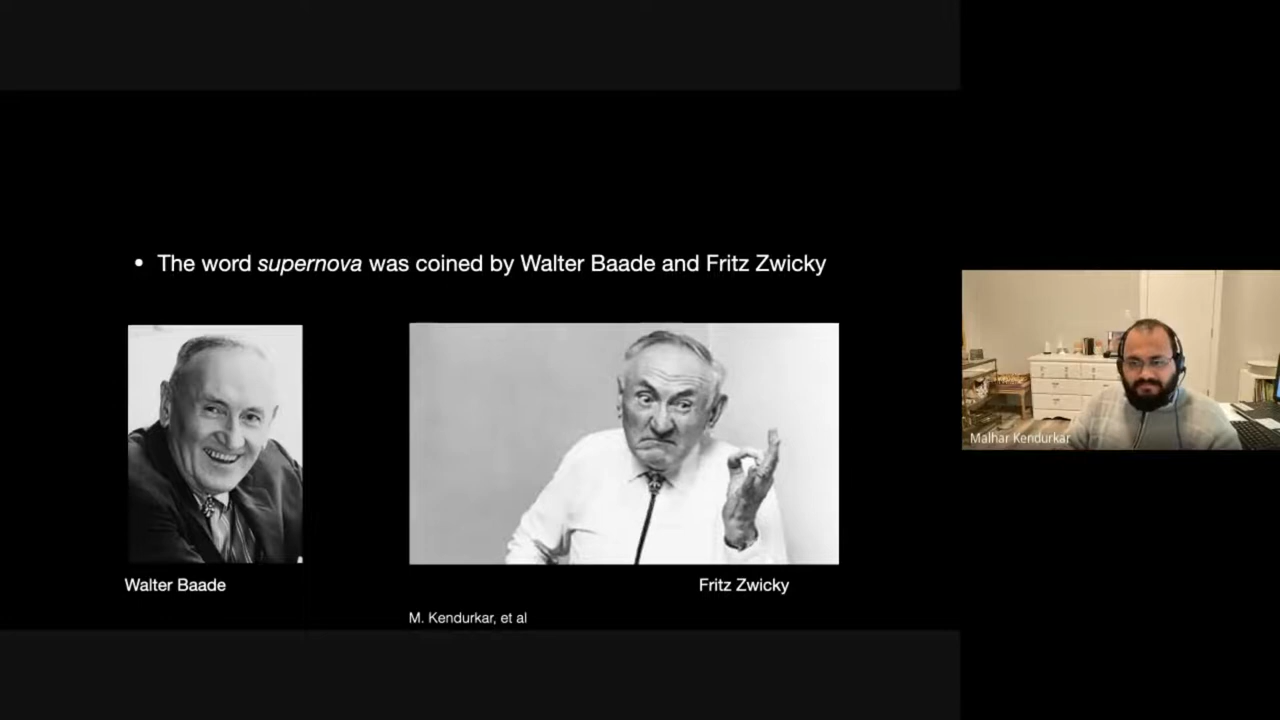 • The word supernova was coined by Walter Baade and Fritz Zwicky
Malhar Kendurkar
Walter Baade
Fritz Zwicky
M. Kendurkar, et al